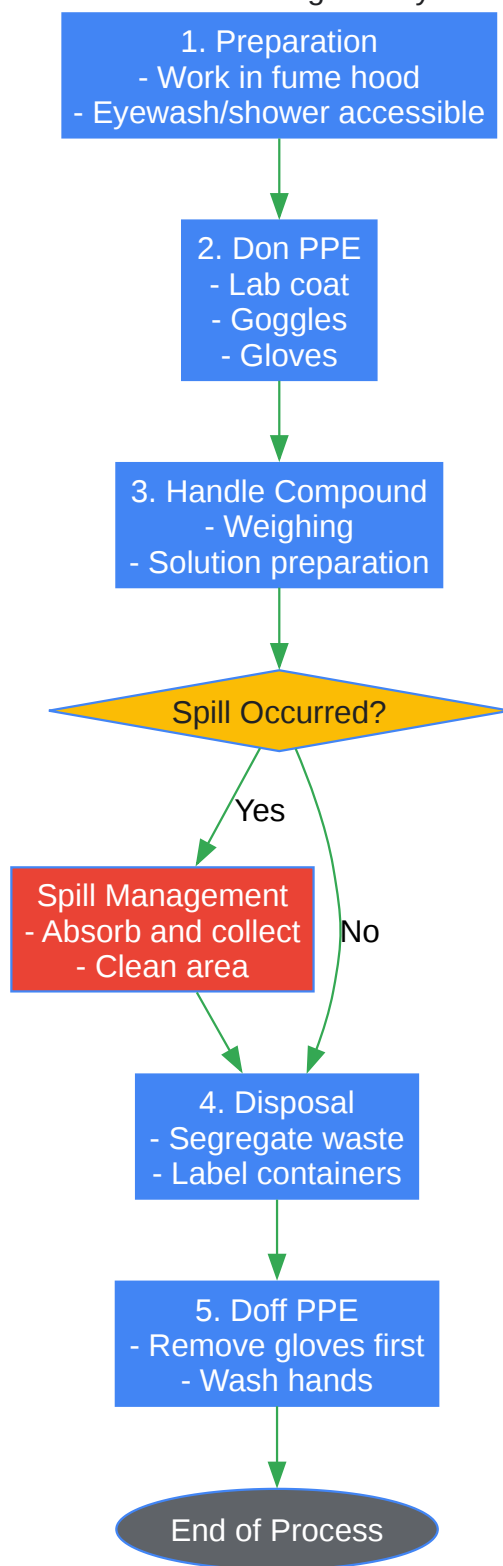 1. Preparation
- Work in fume hood
- Eyewash/shower accessible
2. Don PPE
- Lab coat
- Goggles
- Gloves
3. Handle Compound
- Weighing
- Solution preparation
Spill Occurred?
Yes
Spill Management
- Absorb and collect
- Clean area
No
4. Disposal
- Segregate waste
- Label containers
5. Doff PPE
- Remove gloves first
- Wash hands
End of Process